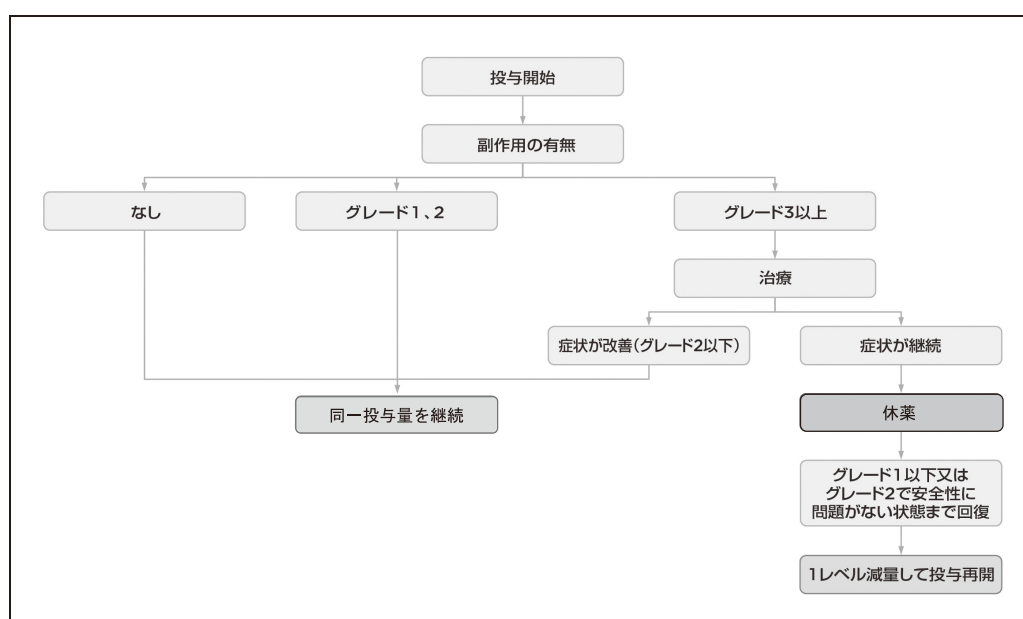 投与開始
副作用の有無
なし
グレード1、2
グレード3以上
治療
症状が改善(グレード2以下)
症状が継続
同一投与量を継続
休薬
グレード1以下又は
グレード2で安全性に
問題がない状態まで回復
1レベル減量して投与再開